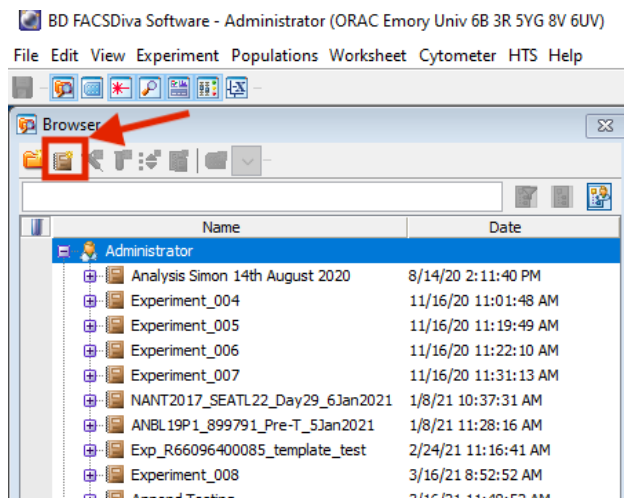 BD FACSDiva Software - Administrator (ORAC Emory Univ 6B 3R 5YG 8V 6UV)
File Edit View Experiment Populations Worksheet Cytometer HTS Help
Browser
Name Date
Administrator
Analysis Simon 14th August 2020 8/14/20 2:11:40 PM
Experiment_004 11/16/20 11:01:48 AM
Experiment_005 11/16/20 11:19:49 AM
Experiment_006 11/16/20 11:22:10 AM
Experiment_007 11/16/20 11:31:13 AM
NANT2017_SEATL22_Day29_6Jan2021 1/8/21 10:37:31 AM
ANBL19P1_899791_Pre-T_5Jan2021 1/8/21 11:28:16 AM
Exp_R66096400085_template_test 2/24/21 11:16:41 AM
Experiment_008 3/16/21 8:52:52 AM